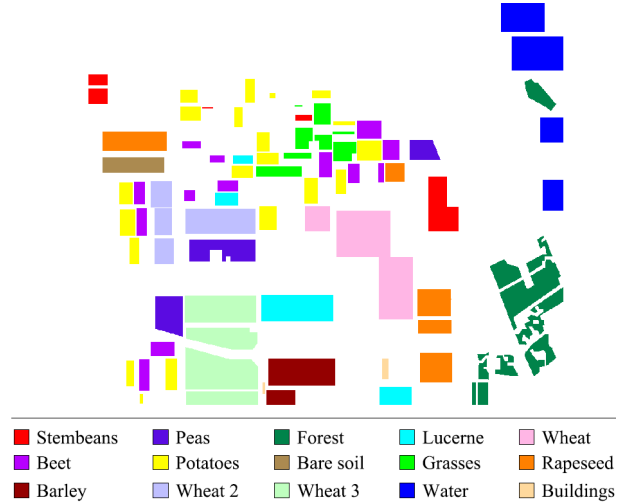 Stembeans Peas Forest Lucerne Wheat
Beet Potatoes Bare soil Grasses Rapeseed
Barley Wheat 2 Wheat 3 Water Buildings